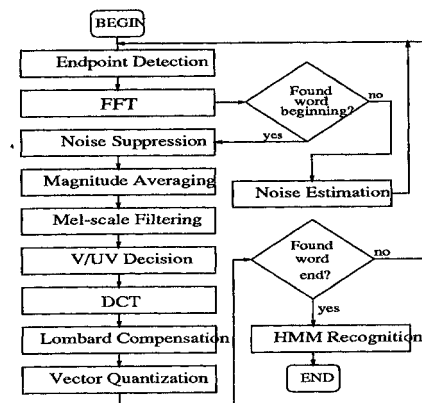 BEGIN
Endpoint Detection
FFT
Found
word
beginning?
no
yes
Noise Suppression
Magnitude Averaging
Noise Estimation
Mel-scale Filtering
V/UV Decision
Found
word
end?
no
DCT
yes
Lombard Compensation
HMM Recognition
Vector Quantization
END